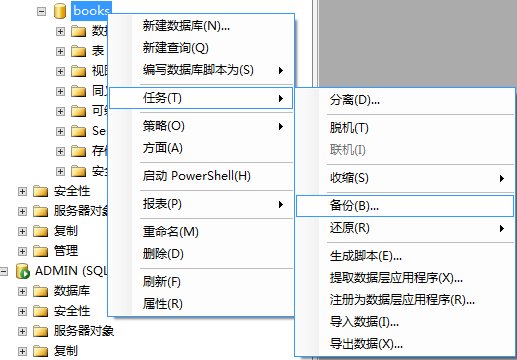 books
数
表
视
同
可
Se
存
安
安全性
服务器对象
复制
管理
ADMIN (SQL
数据库
安全性
服务器对象
复制
新建数据库(N)...
新建查询(Q)
编写数据库脚本为(S)
任务(T)
策略(O)
方面(A)
启动 PowerShell(H)
报表(P)
重命名(M)
删除(D)
刷新(F)
属性(R)
分离(D)...
脱机(T)
联机(I)
收缩(S)
备份(B)...
还原(R)
生成脚本(E)...
提取数据层应用程序(X)...
注册为数据层应用程序(R)...
导入数据(I)...
导出数据(X)...